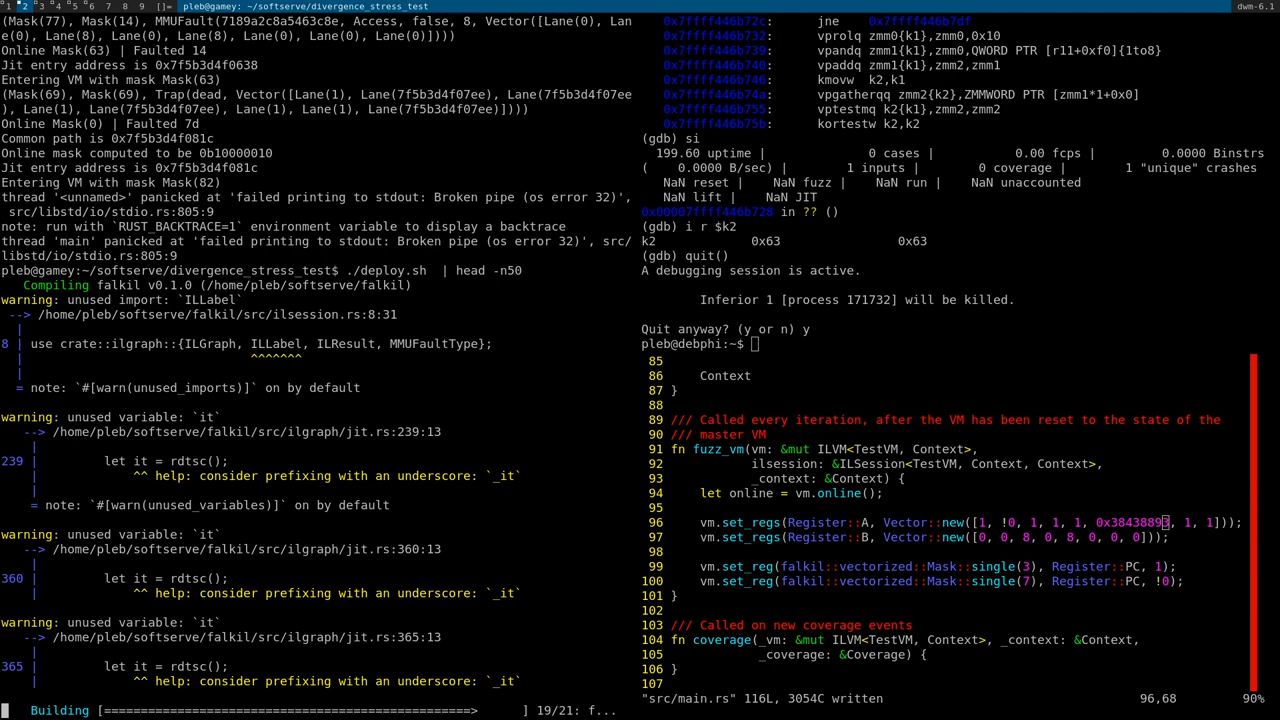 1 2 3 4 5 6 7 8 9 []= pleb@gamey: ~/softserve/divergence_stress_test dwm-6.1
(Mask(77), Mask(14), MMUFault(7189a2c8a5463c8e, Access, false, 8, Vector([Lane(0), Lan
e(0), Lane(8), Lane(0), Lane(8), Lane(0), Lane(0), Lane(0)])))
Online Mask(63) | Faulted 14
Jit entry address is 0x7f5b3d4f0638
Entering VM with mask Mask(63)
(Mask(69), Mask(69), Trap(dead, Vector([Lane(1), Lane(7f5b3d4f07ee), Lane(7f5b3d4f07ee
), Lane(1), Lane(7f5b3d4f07ee), Lane(1), Lane(1), Lane(7f5b3d4f07ee)])))
Online Mask(0) | Faulted 7d
Common path is 0x7f5b3d4f081c
Online mask computed to be 0b10000010
Jit entry address is 0x7f5b3d4f081c
Entering VM with mask Mask(82)
thread '<unnamed>' panicked at 'failed printing to stdout: Broken pipe (os error 32)',
src/libstd/io/stdio.rs:805:9
note: run with `RUST_BACKTRACE=1` environment variable to display a backtrace
thread 'main' panicked at 'failed printing to stdout: Broken pipe (os error 32)', src/
libstd/io/stdio.rs:805:9
pleb@gamey:~/softserve/divergence_stress_test$ ./deploy.sh  | head -n50
Compiling falkil v0.1.0 (/home/pleb/softserve/falkil)
warning: unused import: `ILLabel`
--> /home/pleb/softserve/falkil/src/ilsession.rs:8:31
|
8 | use crate::ilgraph::{ILGraph, ILLabel, ILResult, MMUFaultType};
| ^^^^^^^
|
= note: `#[warn(unused_imports)]` on by default
warning: unused variable: `it`
--> /home/pleb/softserve/falkil/src/ilgraph/jit.rs:239:13
|
239 | let it = rdtsc();
| ^^ help: consider prefixing with an underscore: `_it`
|
= note: `#[warn(unused_variables)]` on by default
warning: unused variable: `it`
--> /home/pleb/softserve/falkil/src/ilgraph/jit.rs:360:13
|
360 | let it = rdtsc();
| ^^ help: consider prefixing with an underscore: `_it`
warning: unused variable: `it`
--> /home/pleb/softserve/falkil/src/ilgraph/jit.rs:365:13
|
365 | let it = rdtsc();
| ^^ help: consider prefixing with an underscore: `_it`
Building [===================================================> ] 19/21: f...
0x7ffff446b72c: jne 0x7ffff446b7df
0x7ffff446b732: vprolq zmm0{k1},zmm0,0x10
0x7ffff446b739: vpandq zmm1{k1},zmm0,QWORD PTR [r11+0xf0]{1to8}
0x7ffff446b740: vpaddq zmm1{k1},zmm2,zmm1
0x7ffff446b746: kmovw k2,k1
0x7ffff446b74a: vpgatherqq zmm2{k2},ZMMWORD PTR [zmm1*1+0x0]
0x7ffff446b755: vptestmq k2{k1},zmm2,zmm2
0x7ffff446b75b: kortestw k2,k2
(gdb) si
199.60 uptime | 0 cases | 0.00 fcps | 0.0000 Binstrs
( 0.0000 B/sec) | 1 inputs | 0 coverage | 1 "unique" crashes
NaN reset | NaN fuzz | NaN run | NaN unaccounted
NaN lift | NaN JIT
0x00007ffff446b728 in ?? ()
(gdb) i r $k2
k2 0x63 0x63
(gdb) quit()
A debugging session is active.
Inferior 1 [process 171732] will be killed.
Quit anyway? (y or n) y
pleb@debphi:~$
85
86 Context
87 }
88
89 /// Called every iteration, after the VM has been reset to the state of the
90 /// master VM
91 fn fuzz_vm(vm: &mut ILVM<TestVM, Context>,
92 ilsession: &ILSession<TestVM, Context, Context>,
93 _context: &Context) {
94 let online = vm.online();
95
96 vm.set_regs(Register::A, Vector::new([1, !0, 1, 1, 1, 0x38438893, 1, 1]));
97 vm.set_regs(Register::B, Vector::new([0, 0, 8, 0, 8, 0, 0, 0]));
98
99 vm.set_reg(falkil::vectorized::Mask::single(3), Register::PC, 1);
100 vm.set_reg(falkil::vectorized::Mask::single(7), Register::PC, !0);
101 }
102
103 /// Called on new coverage events
104 fn coverage(_vm: &mut ILVM<TestVM, Context>, _context: &Context,
105 _coverage: &Coverage) {
106 }
107
"src/main.rs" 116L, 3054C written 96,68 90%